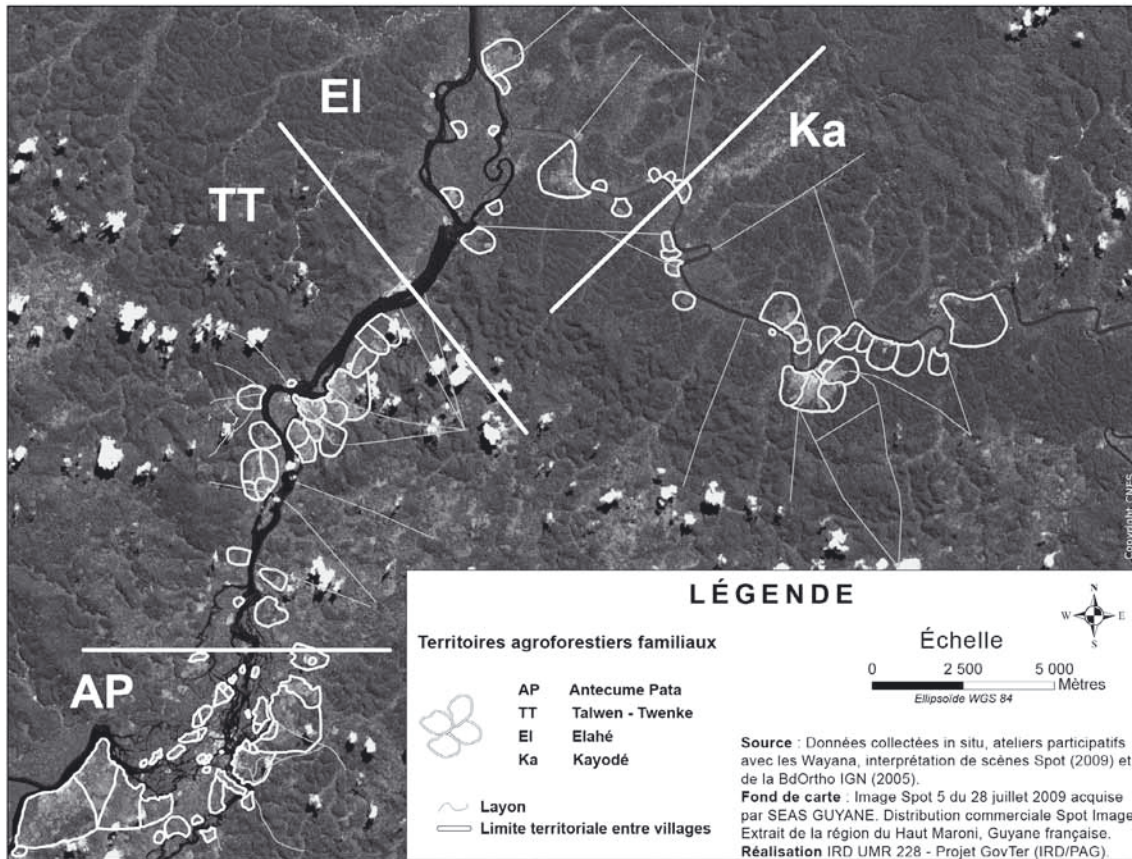 El
Ka
TT
AP
Copyright CNES
LÉGENDE
N
W E
S
Territoires agroforestiers familiaux
Échelle
0 2 500 5 000
Mètres
Ellipsoïde WGS 84
AP Antecume Pata
TT Talwen - Twenke
El Elahé
Ka Kayodé
Layon
Limite territoriale entre villages
Source : Données collectées in situ, ateliers participatifs
avec les Wayana, interprétation de scènes Spot (2009) et
de la BdOrtho IGN (2005).
Fond de carte : Image Spot 5 du 28 juillet 2009 acquise
par SEAS GUYANE. Distribution commerciale Spot Image
Extrait de la région du Haut Maroni, Guyane française.
Réalisation IRD UMR 228 - Projet GovTer (IRD/PAG).